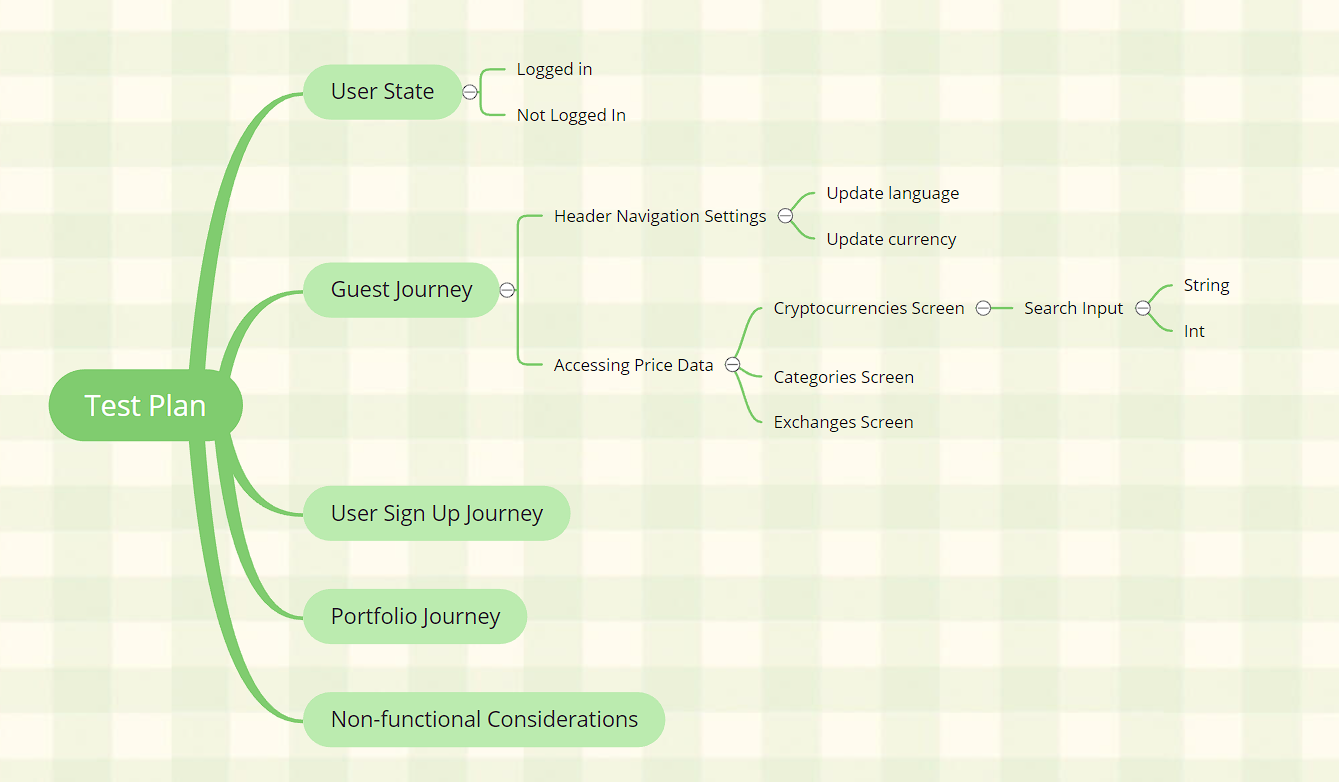 Test Plan
User State
Logged in
Not Logged In
Guest Journey
Header Navigation Settings
Update language
Update currency
Accessing Price Data
Cryptocurrencies Screen
Search Input
String
Int
Categories Screen
Exchanges Screen
User Sign Up Journey
Portfolio Journey
Non-functional Considerations